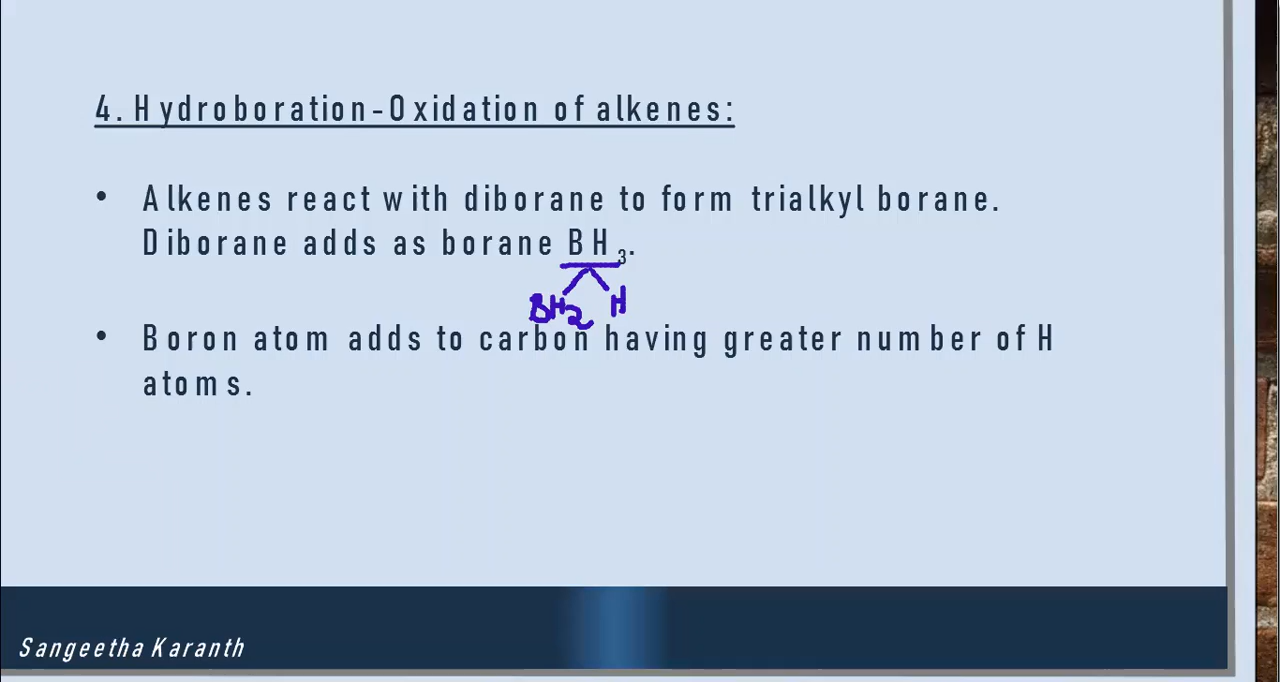 4. Hydroboration-Oxidation of alkenes:
• Alkenes react with diborane to form trialkyl borane.
Diborane adds as borane BH₃.
BH₂ H
• Boron atom adds to carbon having greater number of H
atoms.
Sangeetha Karanth